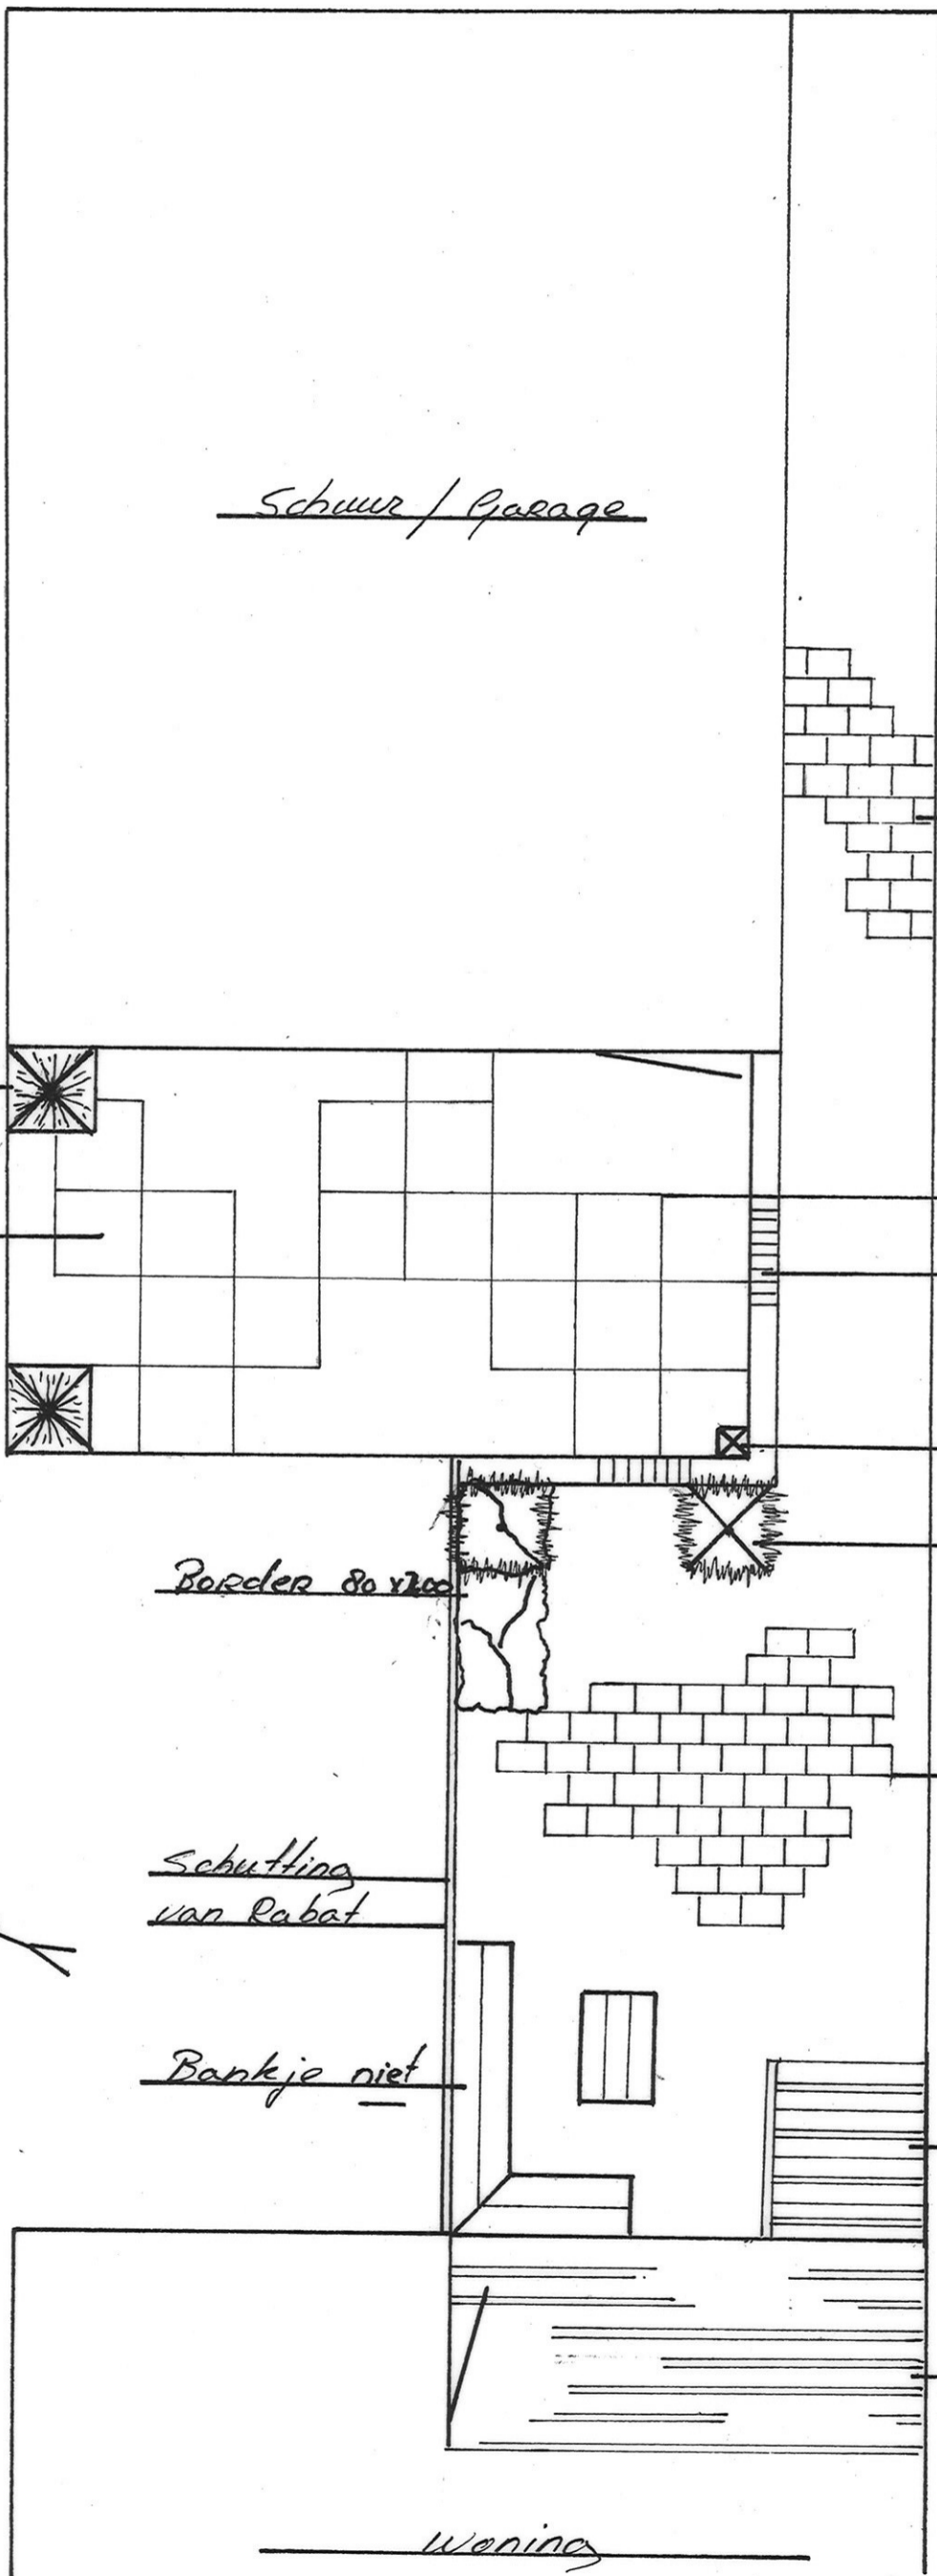 Schuur / Garage
Border 80 x 200
Schutting
van Rabat
Bankje niet
Woning